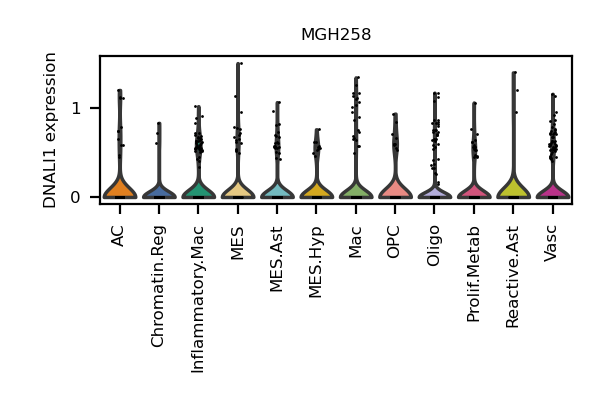 MGH258
DNALI1 expression
1
0
AC
Chromatin.Reg
Inflammatory.Mac
MES
MES.Ast
MES.Hyp
Mac
OPC
Oligo
Prolif.Metab
Reactive.Ast
Vasc